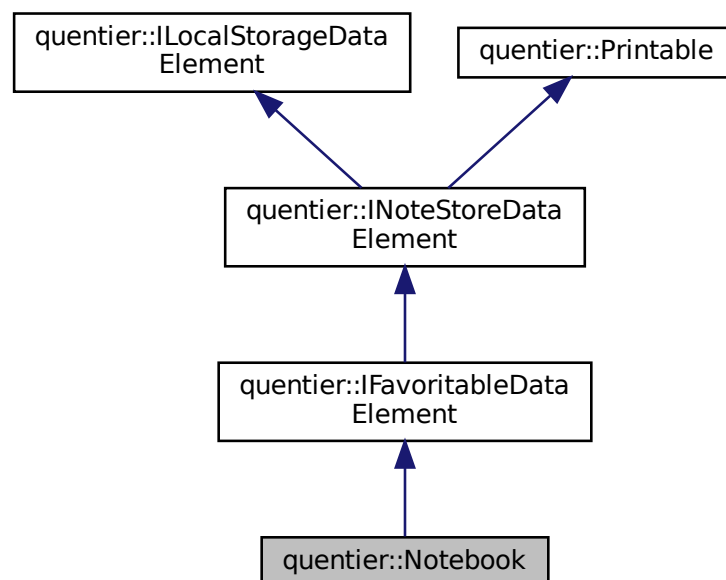 quentier::ILocalStorageData
Element
quentier::Printable
quentier::INoteStoreData
Element
quentier::IFavoritableData
Element
quentier::Notebook